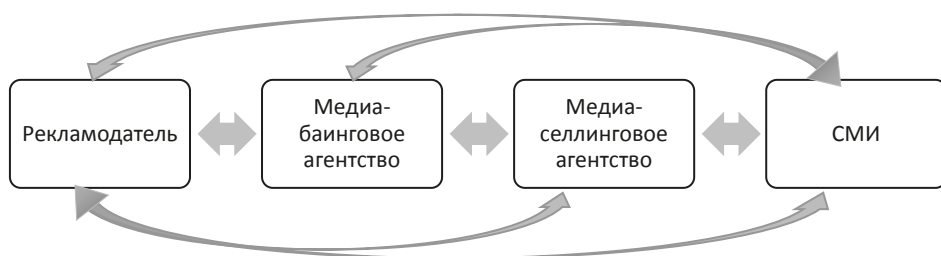 Рекламодатель
Медиа-
баинговое
агентство
Медиа-
селлинговое
агентство
СМИ